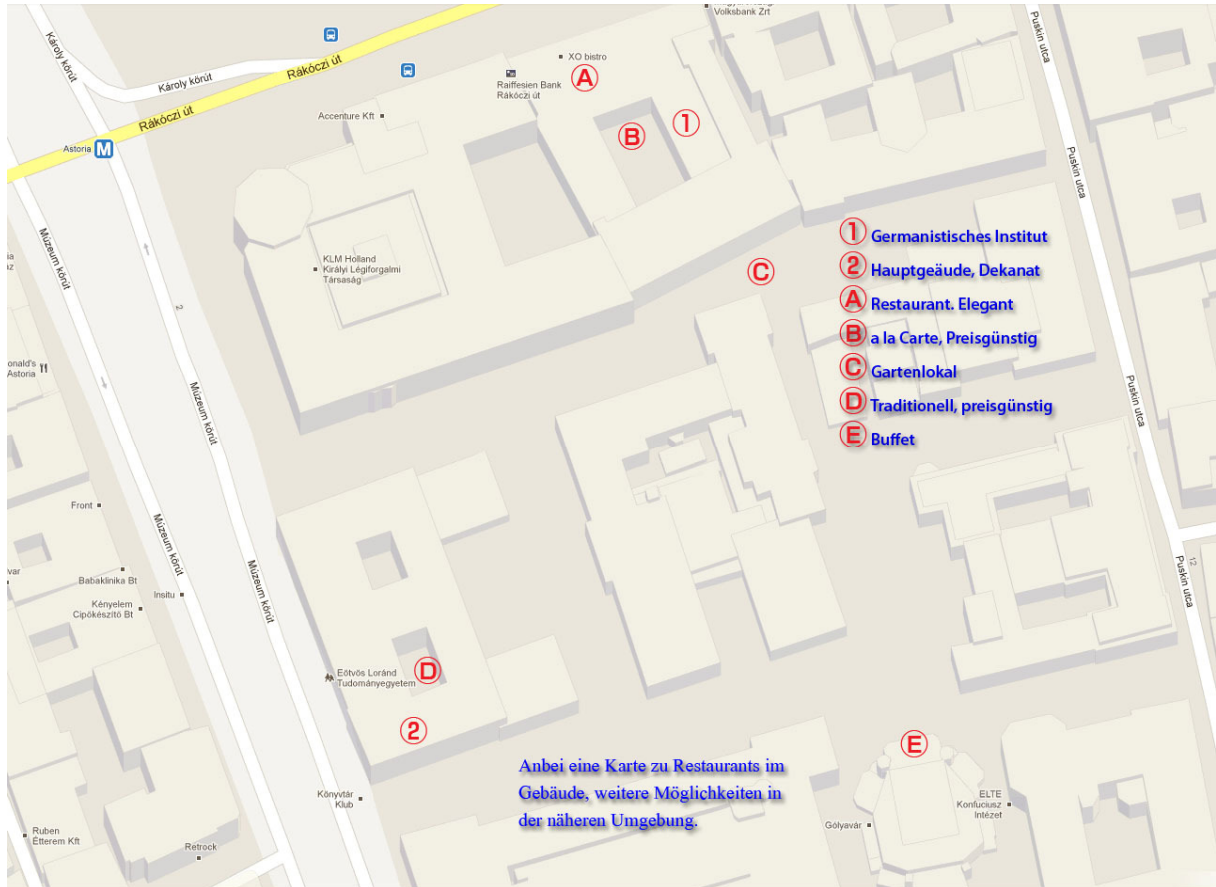 Volksbank Zrt
Puskin utca
Károly körút
XO bistro
Rákóczi út
Raiffesien Bank
Rákóczi út
A
Károly körút
Rákóczi út
Accenture Kft
B
1
Astoria
M
Puskin utca
Múzeum körút
KLM Holland
Királyi Légiforgalmi
Társaság
C
1 Germanistisches Institut
2 Hauptgeäude, Dekanat
A Restaurant. Elegant
B a la Carte, Preisgünstig
C Gartenlokal
D Traditionell, preisgünstig
E Buffet
2
onald's
Astoria
Múzeum körút
Puskin utca
Front
Múzeum körút
Múzeum körút
Babaklinika Bt
Insitu
Kényelem
Cipőkészítő Bt
var
12
Puskin utca
Eötvös Loránd
Tudományegyetem
D
2
E
Anbei eine Karte zu Restaurants im
Gebäude, weitere Möglichkeiten in
der näheren Umgebung.
Könyvtár
Klub
ELTE
Konfuciusz
Intézet
Gólyavár
Ruben
Étterem Kft
Retrock